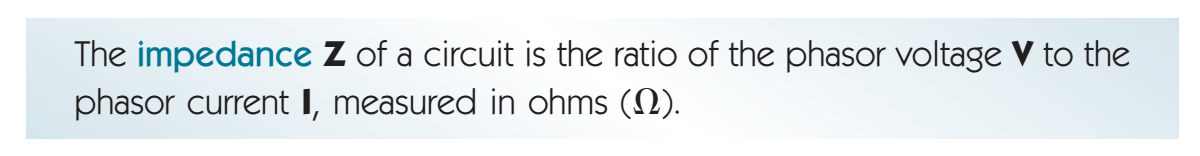 The impedance Z of a circuit is the ratio of the phasor voltage V to the
phasor current I, measured in ohms (Ω).